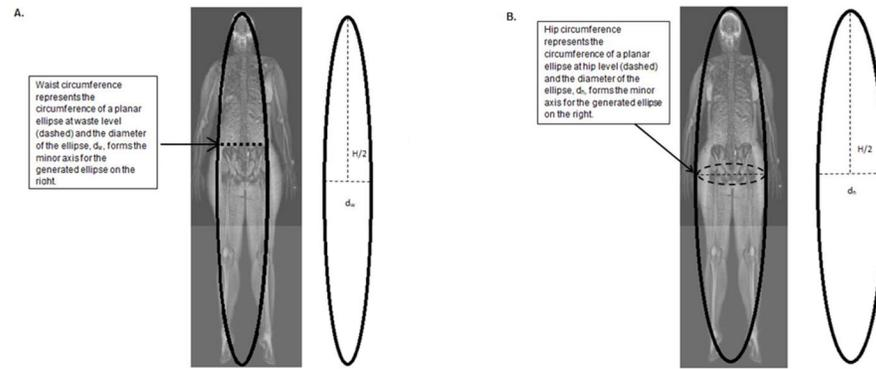 A.
Waist circumference
represents the
circumference of a planar
ellipse at waste level
(dashed) and the diameter
of the ellipse, dw, forms the
minor axis for the
generated ellipse on the
right.
H/2
dw
B.
Hip circumference
represents the
circumference of a planar
ellipse at hip level (dashed)
and the diameter of the
ellipse, dh, forms the minor
axis for the generated ellipse
on the right.
H/2
dh